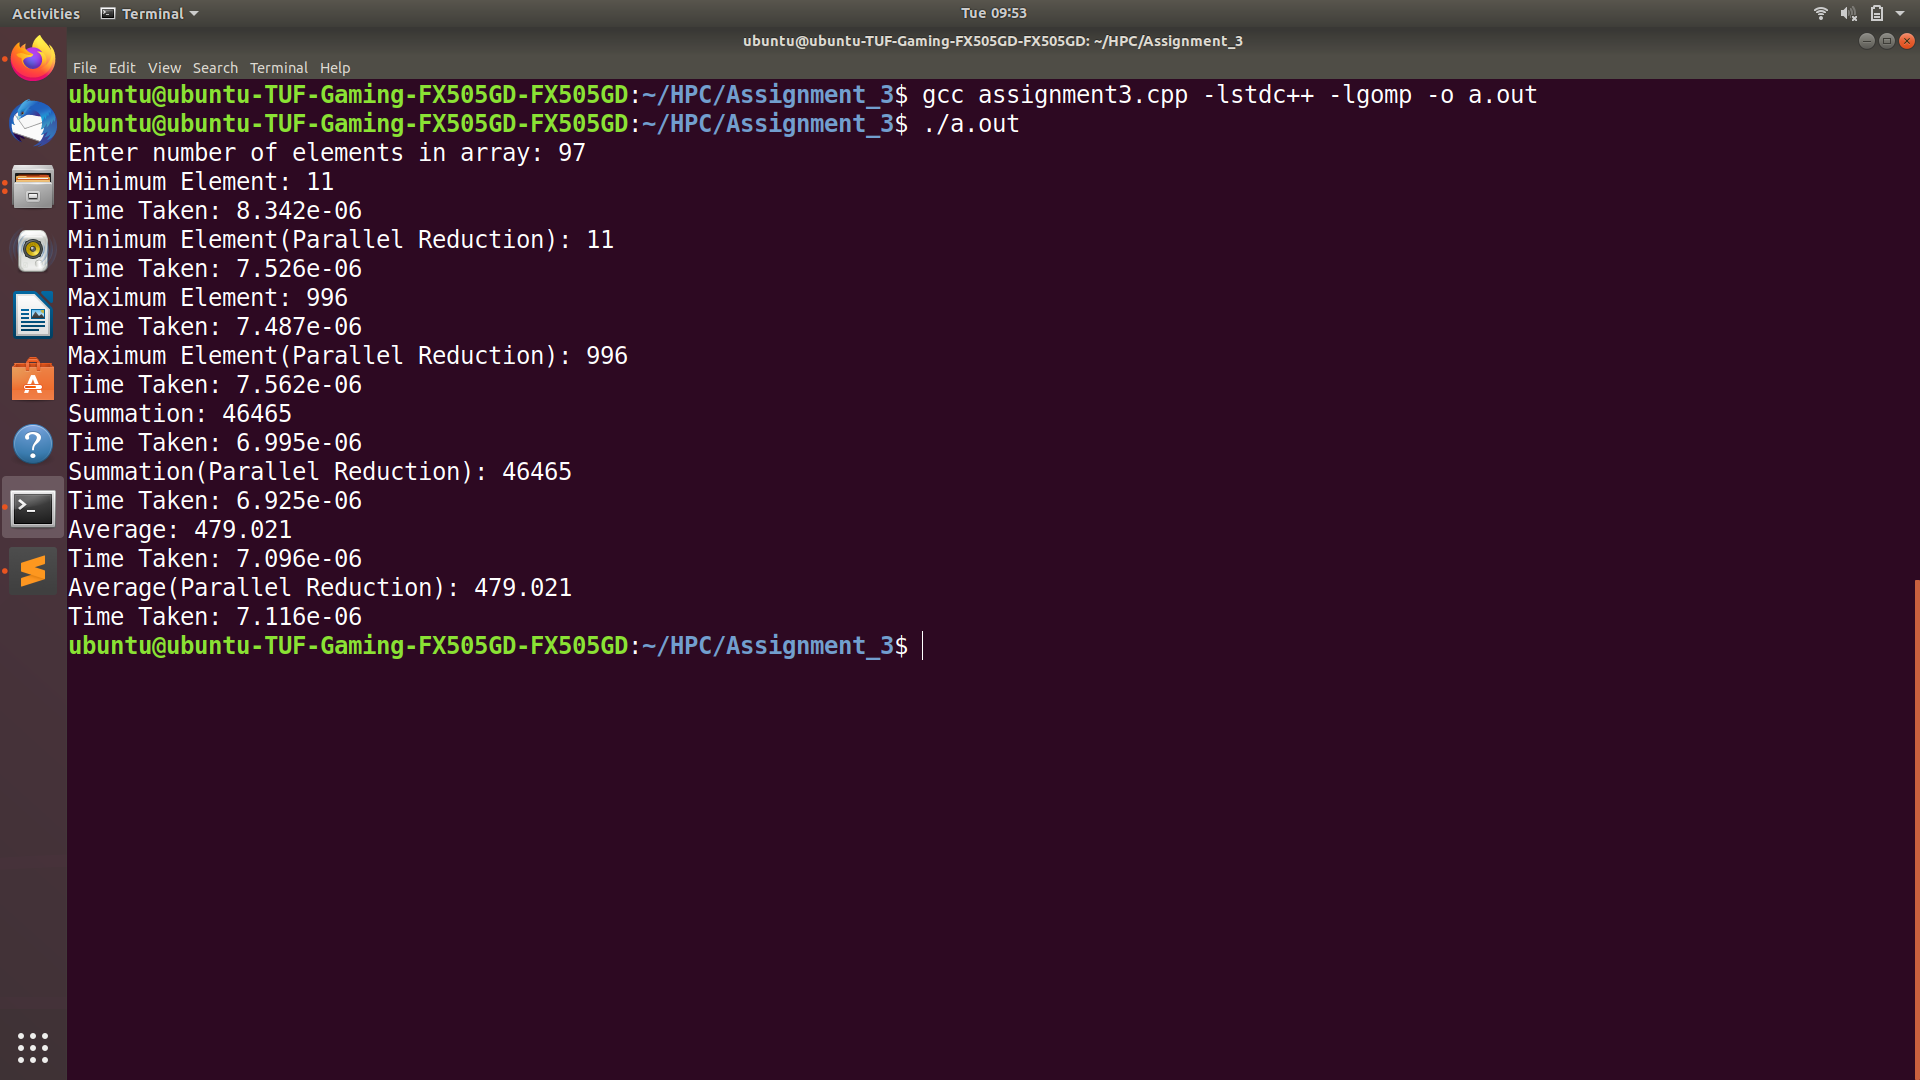 Activities Terminal Tue 09:53
ubuntu@ubuntu-TUF-Gaming-FX505GD-FX505GD: ~/HPC/Assignment_3
File Edit View Search Terminal Help
ubuntu@ubuntu-TUF-Gaming-FX505GD-FX505GD:~/HPC/Assignment_3$ gcc assignment3.cpp -lstdc++ -lgomp -o a.out
ubuntu@ubuntu-TUF-Gaming-FX505GD-FX505GD:~/HPC/Assignment_3$ ./a.out
Enter number of elements in array: 97
Minimum Element: 11
Time Taken: 8.342e-06
Minimum Element(Parallel Reduction): 11
Time Taken: 7.526e-06
Maximum Element: 996
Time Taken: 7.487e-06
Maximum Element(Parallel Reduction): 996
Time Taken: 7.562e-06
Summation: 46465
Time Taken: 6.995e-06
Summation(Parallel Reduction): 46465
Time Taken: 6.925e-06
Average: 479.021
Time Taken: 7.096e-06
Average(Parallel Reduction): 479.021
Time Taken: 7.116e-06
ubuntu@ubuntu-TUF-Gaming-FX505GD-FX505GD:~/HPC/Assignment_3$